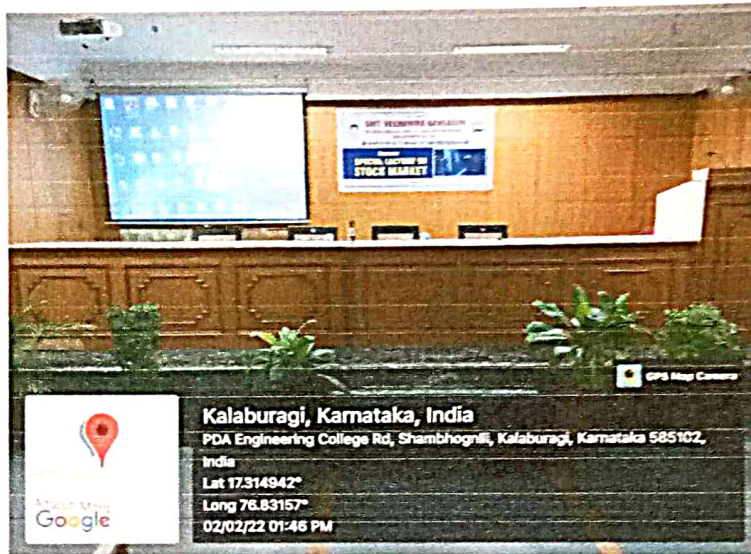 SPECIAL LECTURE ON
STOCK MARKET
GPS Map Camera
Kalaburagi, Karnataka, India
PDA Engineering College Rd, Shambhognlli, Kalaburagi, Karnataka 585102,
India
Lat 17.314942°
Long 76.83157°
02/02/22 01:46 PM
Google